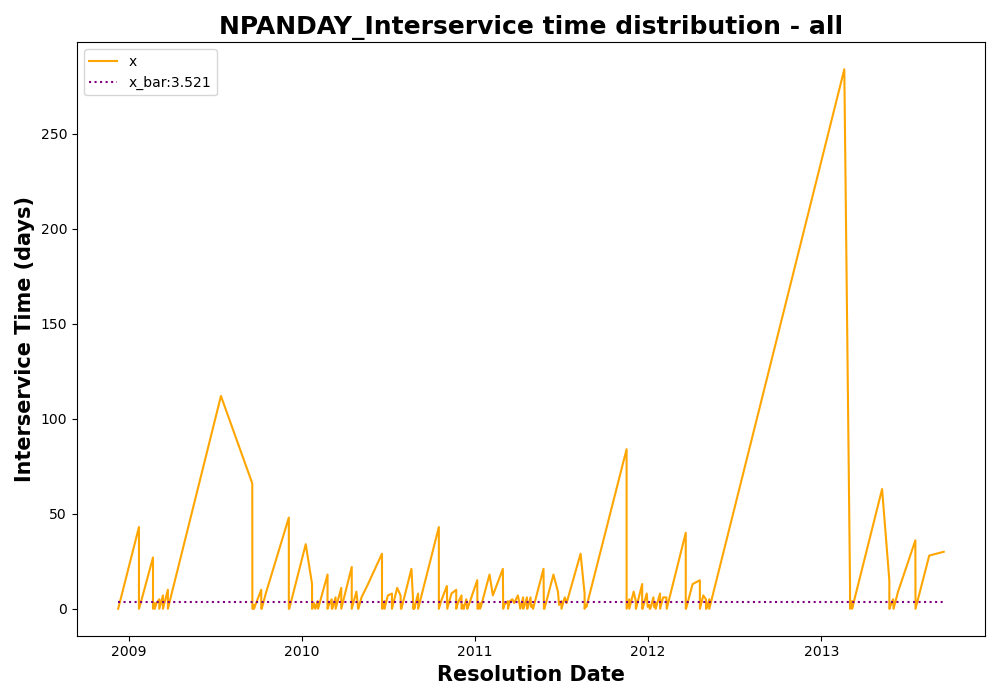 NPANDAY_Interservice time distribution - all
x
x_bar:3.521
Interservice Time (days)
250
200
150
100
50
0
2009 2010 2011 2012 2013
Resolution Date